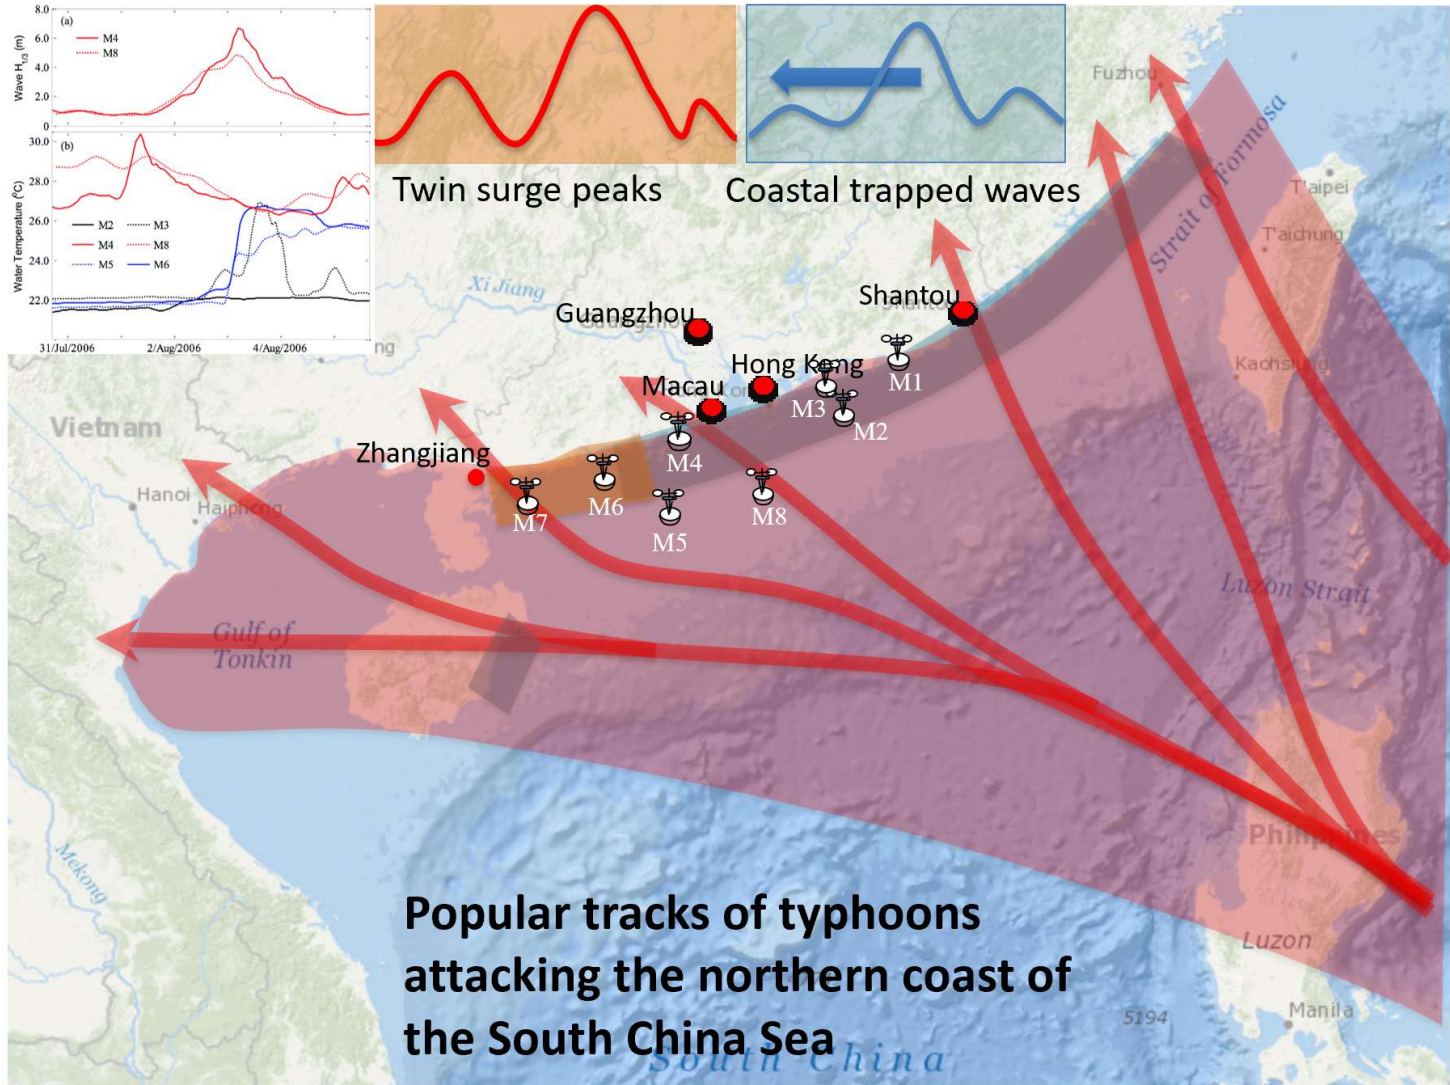 8.0
6.0
4.0
2.0
0
Wave H1/3 (m)
(a)
M4
M8
30.0
28.0
26.0
24.0
22.0
Water Temperature (°C)
(b)
M2
M3
M4
M8
M5
M6
31/Jul/2006
2/Aug/2006
4/Aug/2006
Twin surge peaks
Coastal trapped waves
Fuzhou
Strait of Formosa
T'aipei
T'aichung
Kaohsiung
Xi Jiang
Guangzhou
Shantou
Hong Kong
Macau
M1
M3
M2
M4
M8
M5
M6
M7
Zhangjiang
Vietnam
Hanoi
Haiphong
Gulf of
Tonkin
Luzon Strait
Philippines
Luzon
Manila
5194
Mekong
Popular tracks of typhoons
attacking the northern coast of
the South China Sea
South China